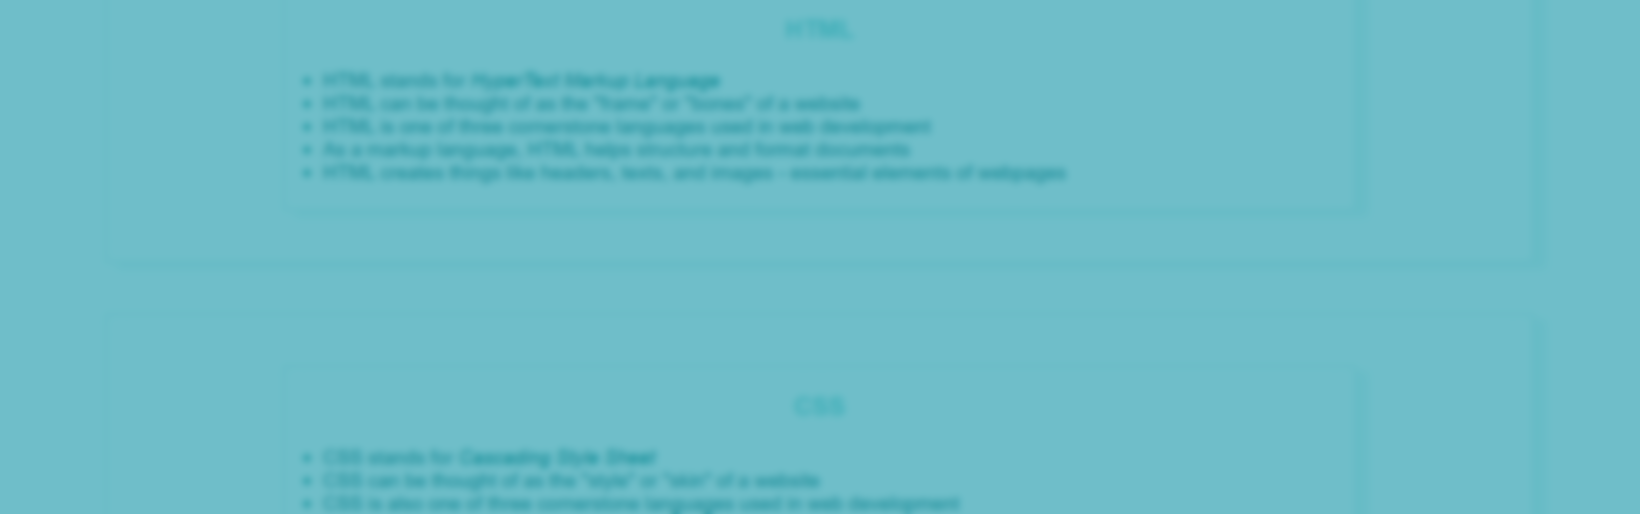 HTML
• HTML stands for HyperText Markup Language
• HTML can be thought of as the "frame" or "bones" of a website
• HTML is one of three cornerstone languages used in web development
• As a markup language, HTML helps structure and format documents
• HTML creates things like headers, texts, and images - essential elements of webpages
CSS
• CSS stands for Cascading Style Sheet
• CSS can be thought of as the "style" or "skin" of a website
• CSS is also one of three cornerstone languages used in web development